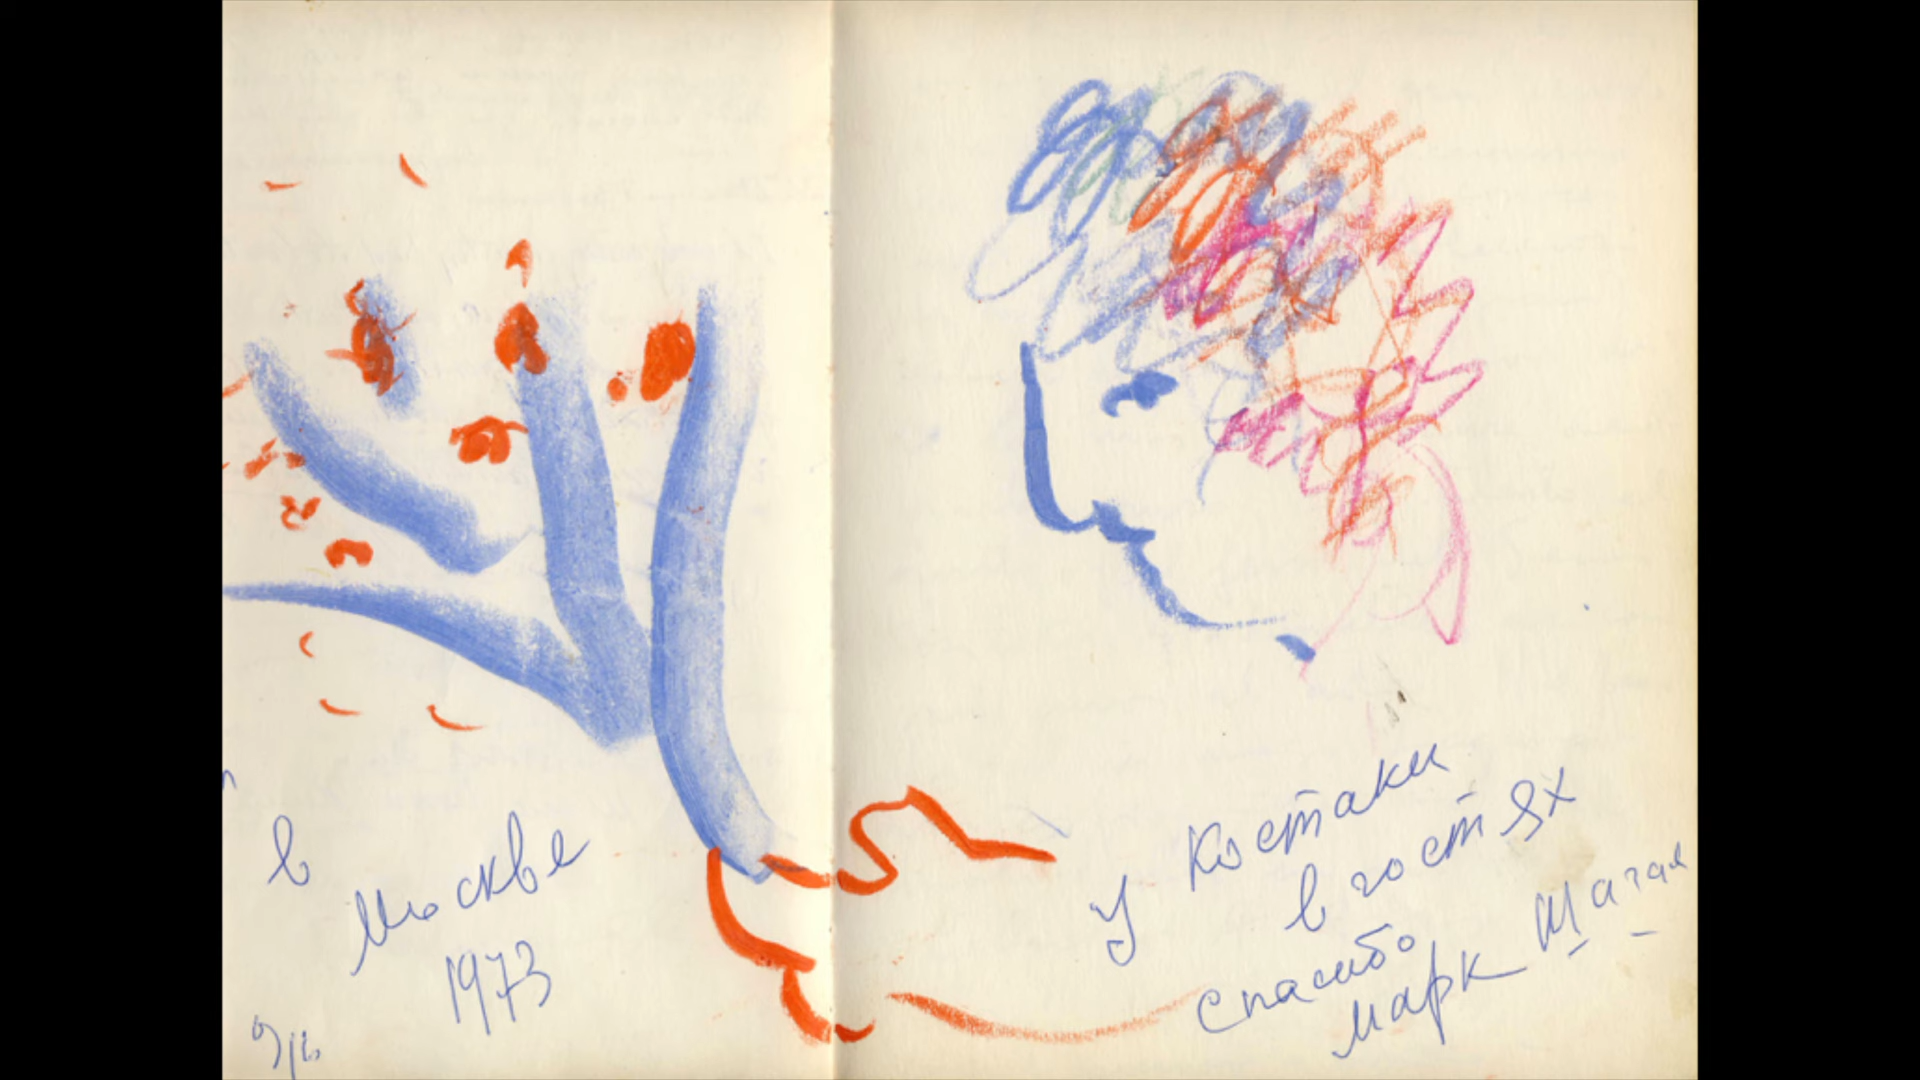 в
Москве
1973
у Костаки
в гостях
спасибо
Марк Шагал